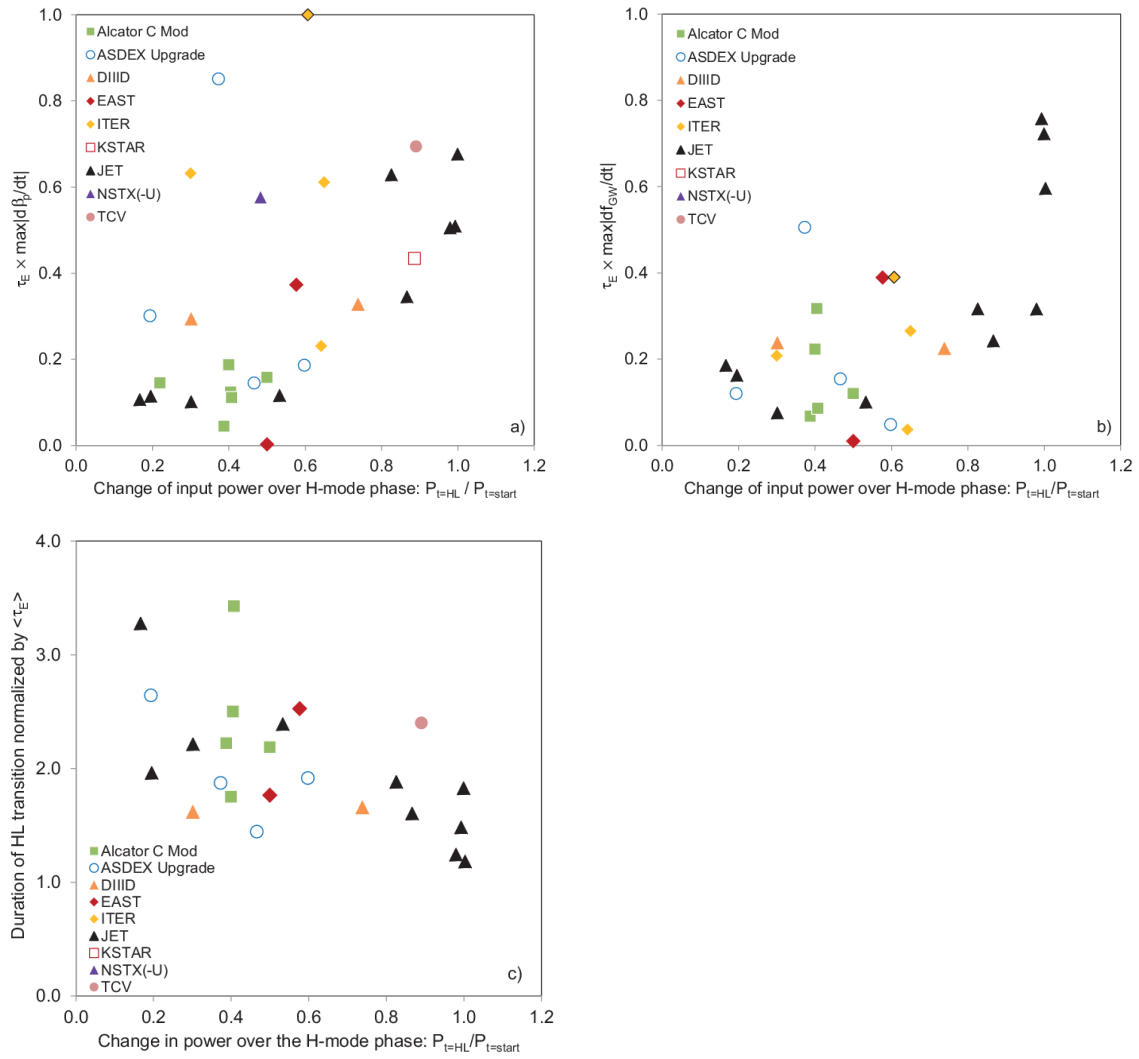 1.0
0.8
0.6
0.4
0.2
0.0
τE × max|dβp/dt|
Alcator C Mod
ASDEX Upgrade
DIIID
EAST
ITER
KSTAR
JET
NSTX(-U)
TCV
a)
0.0 0.2 0.4 0.6 0.8 1.0 1.2
Change of input power over H-mode phase: Pt=HL / Pt=start
1.0
0.8
0.6
0.4
0.2
0.0
τE × max|dfGW/dt|
Alcator C Mod
ASDEX Upgrade
DIIID
EAST
ITER
JET
KSTAR
NSTX(-U)
TCV
b)
0.0 0.2 0.4 0.6 0.8 1.0 1.2
Change of input power over H-mode phase: Pt=HL/Pt=start
4.0
3.0
2.0
1.0
0.0
Duration of HL transition normalized by <τE>
Alcator C Mod
ASDEX Upgrade
DIIID
EAST
ITER
JET
KSTAR
NSTX(-U)
TCV
c)
0.0 0.2 0.4 0.6 0.8 1.0 1.2
Change in power over the H-mode phase: Pt=HL/Pt=start